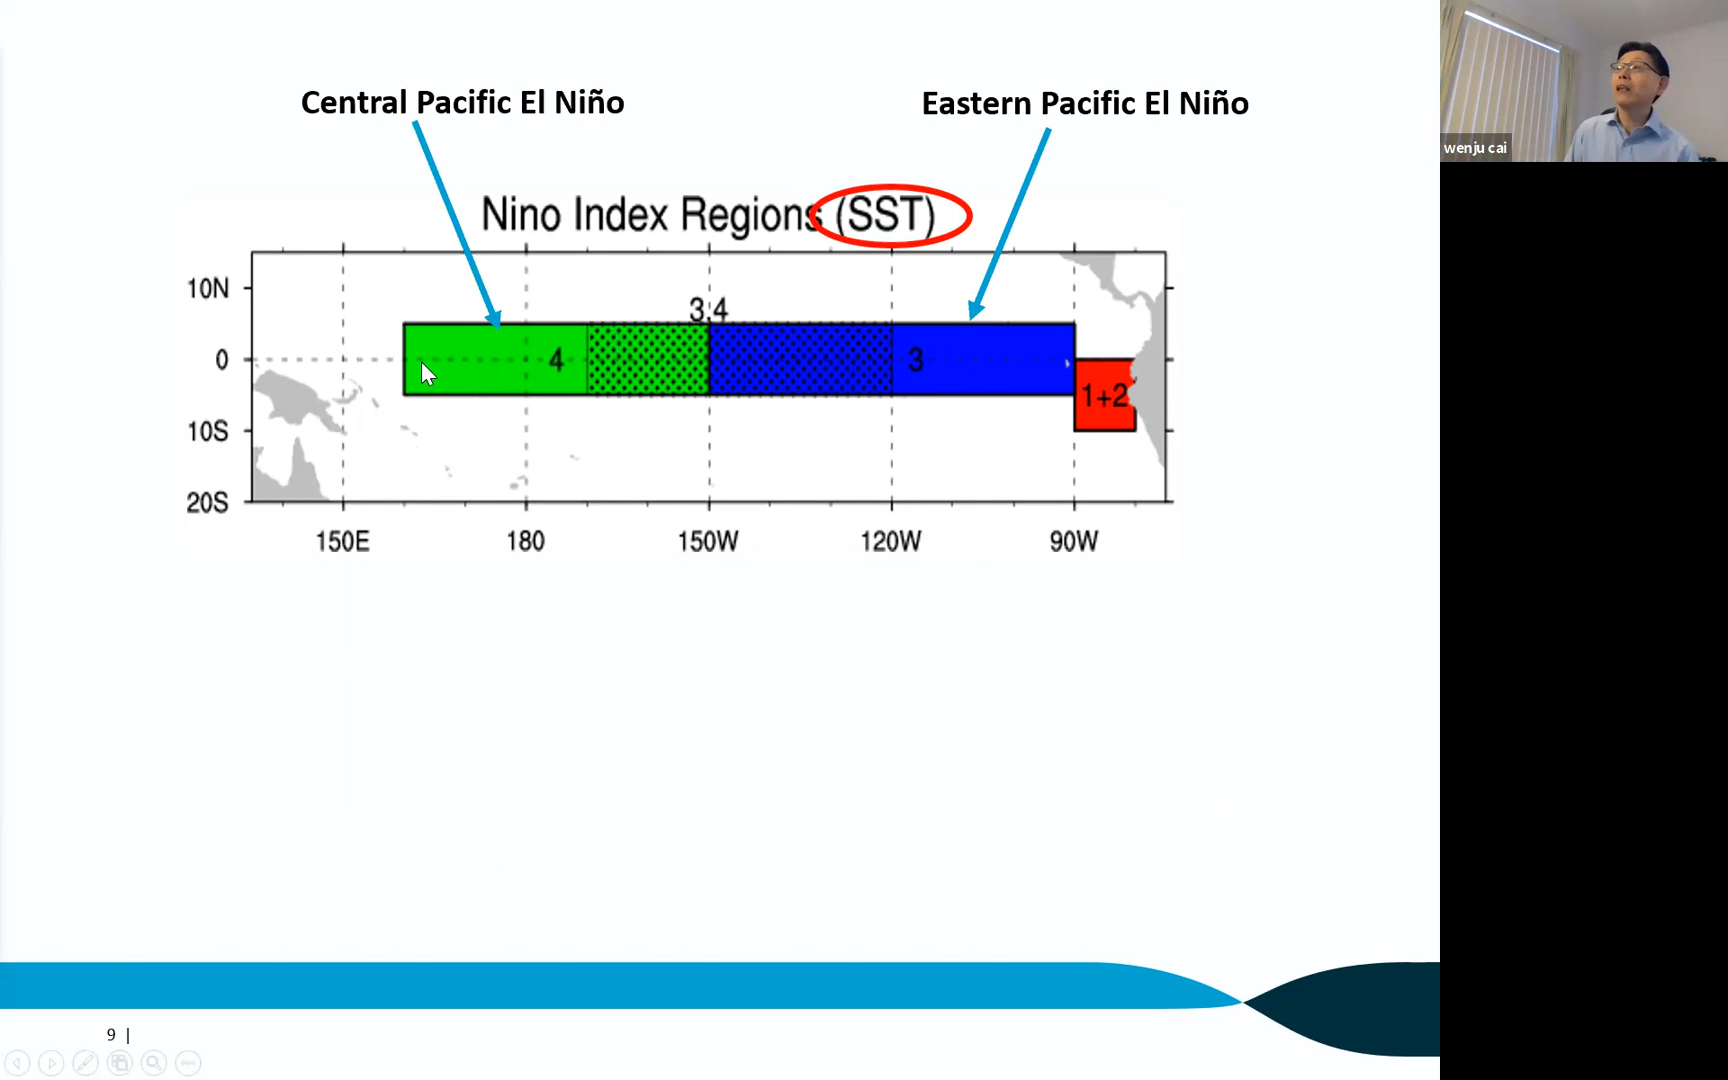 Central Pacific El Niño
Eastern Pacific El Niño
wenju cai
Nino Index Regions (SST)
10N
3.4
0
4
3
1+2
10S
20S
150E
180
150W
120W
90W
9 |